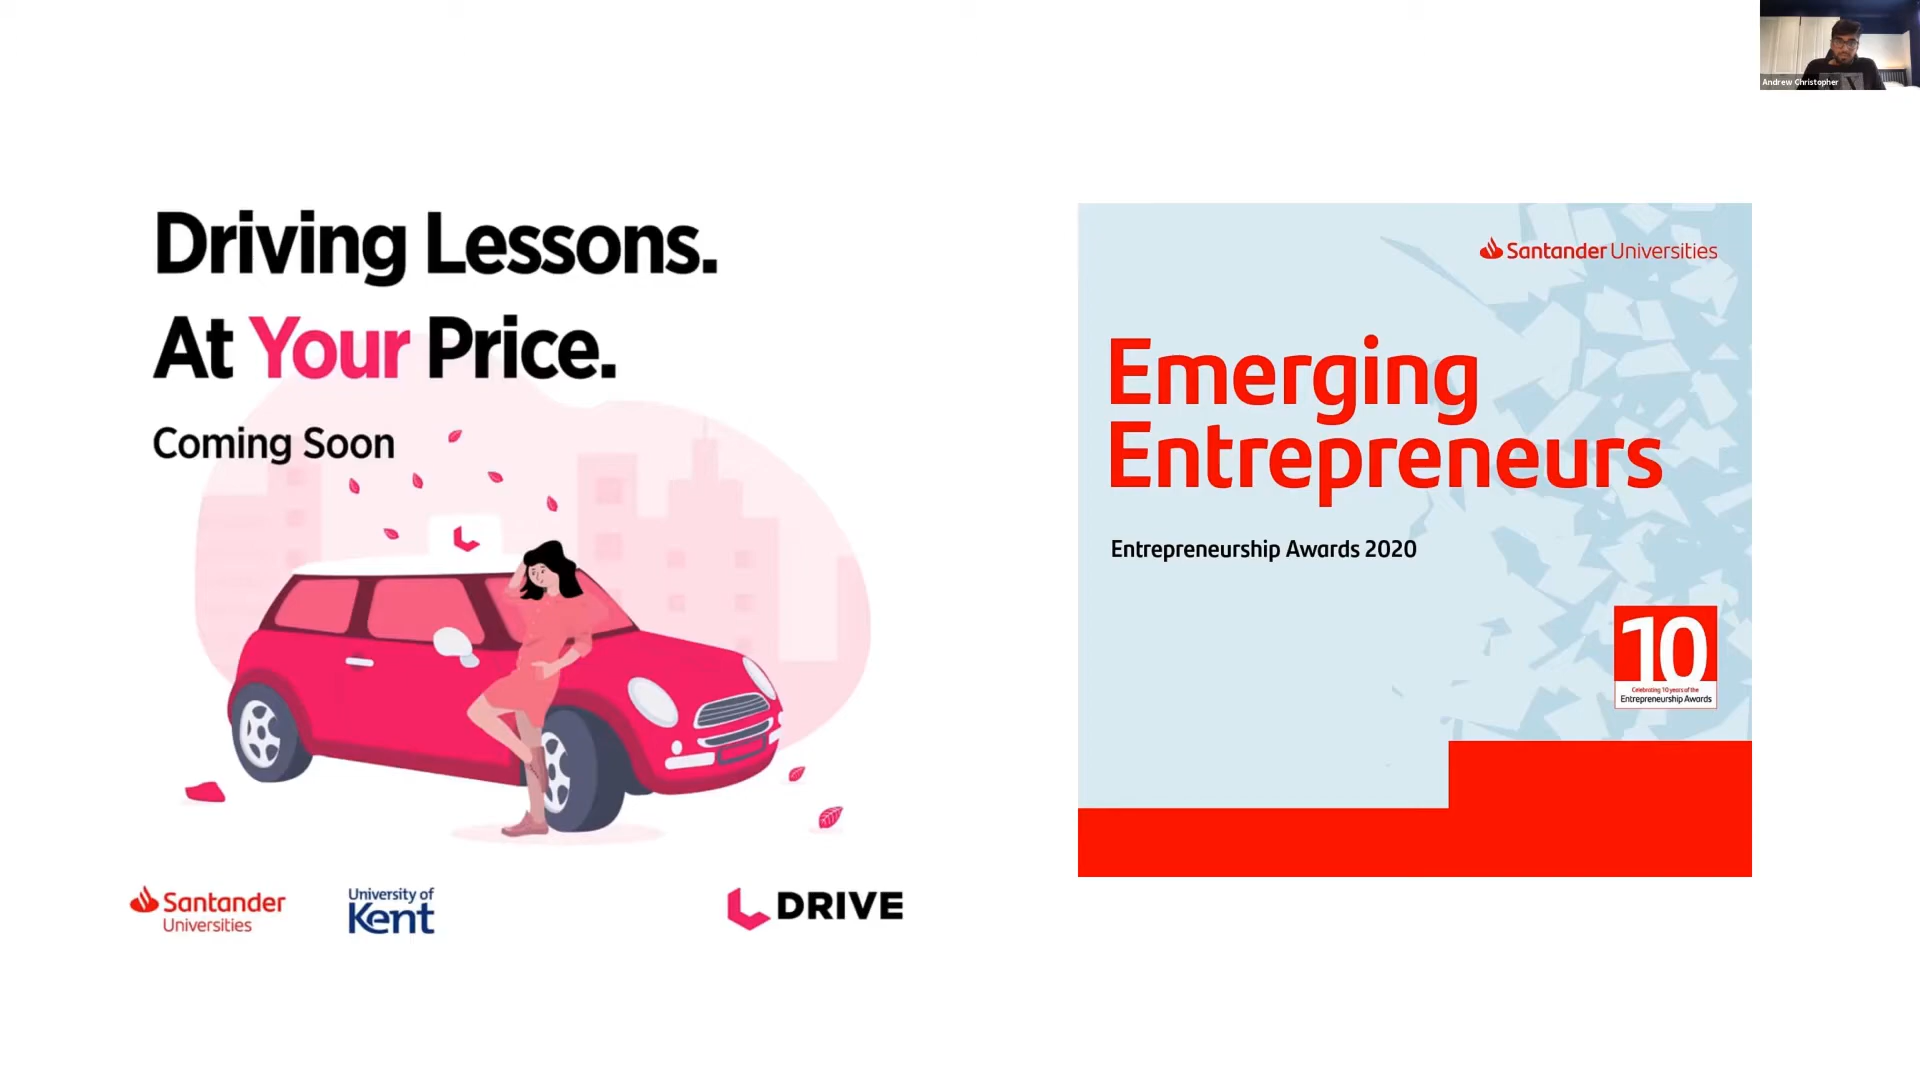 Andrew Christopher
Driving Lessons.
At Your Price.
Coming Soon
Santander
Universities
University of
Kent
DRIVE
Santander Universities
Emerging
Entrepreneurs
Entrepreneurship Awards 2020
10
Celebrating 10 years of the
Entrepreneurship Awards